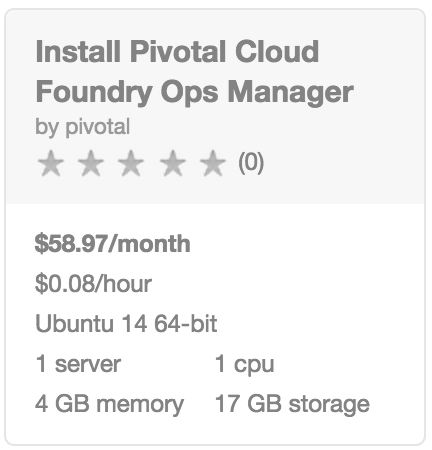 Install Pivotal Cloud
Foundry Ops Manager
by pivotal
(0)
$58.97/month
$0.08/hour
Ubuntu 14 64-bit
1 server 1 cpu
4 GB memory 17 GB storage